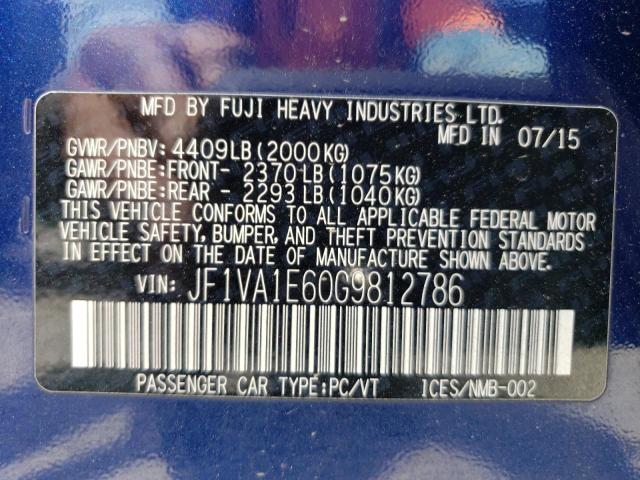 MFD BY FUJI HEAVY INDUSTRIES LTD.
MFD IN 07/15
GVWR/PNBV: 4409LB(2000KG)
GAWR/PNBE:FRONT- 2370LB(1075KG)
GAWR/PNBE:REAR - 2293LB(1040KG)
THIS VEHICLE CONFORMS TO ALL APPLICABLE FEDERAL MOTOR
VEHICLE SAFETY, BUMPER, AND THEFT PREVENTION STANDARDS
IN EFFECT ON THE DATE OF MANUFACTURE SHOWN ABOVE.
VIN: JF1VA1E60G9812786
PASSENGER CAR TYPE:PC/VT ICES/NMB-002